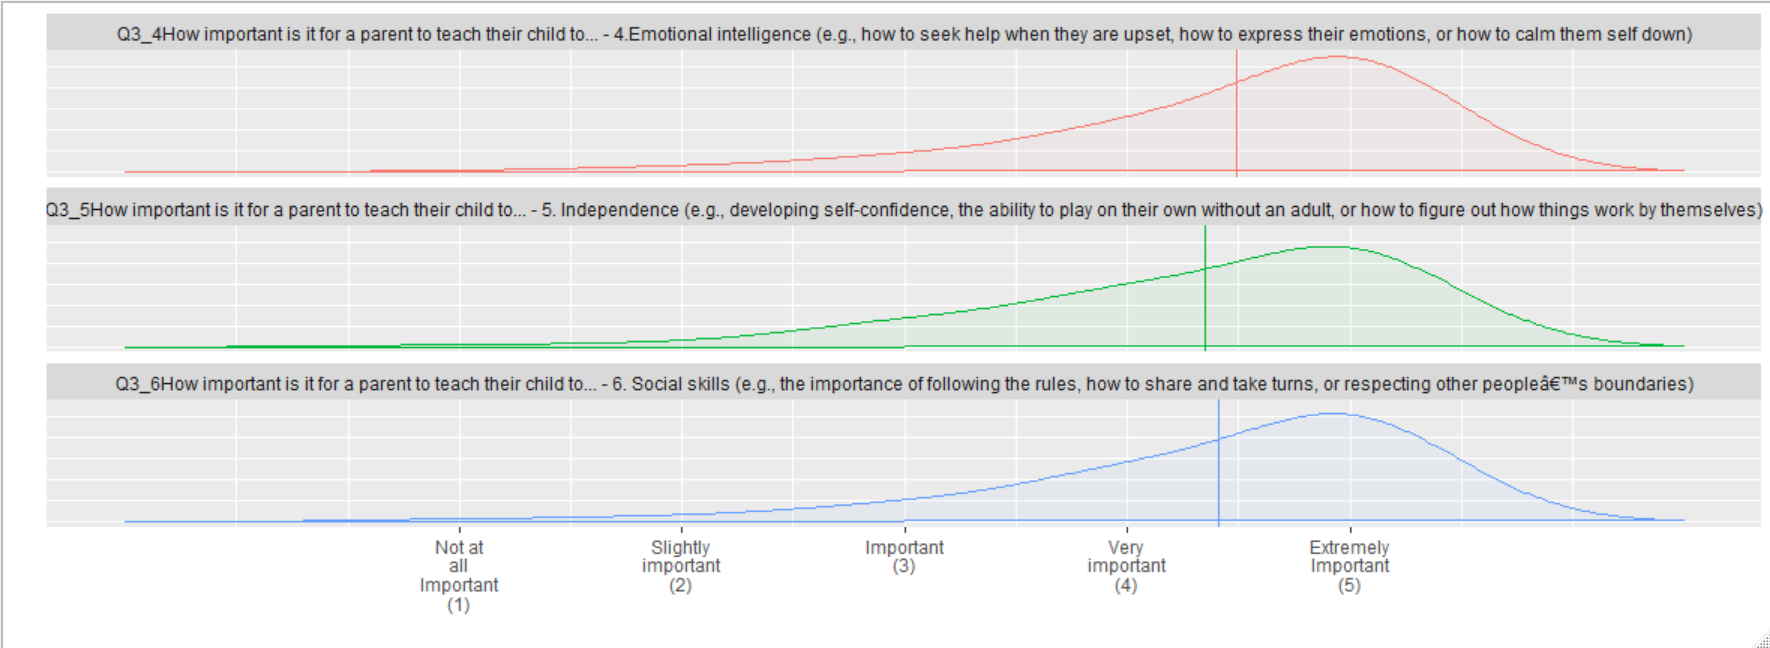 Q3_4How important is it for a parent to teach their child to... - 4.Emotional intelligence (e.g., how to seek help when they are upset, how to express their emotions, or how to calm them self down)
Q3_5How important is it for a parent to teach their child to... - 5. Independence (e.g., developing self-confidence, the ability to play on their own without an adult, or how to figure out how things work by themselves)
Q3_6How important is it for a parent to teach their child to... - 6. Social skills (e.g., the importance of following the rules, how to share and take turns, or respecting other peopleâ€™s boundaries)
Not at
all
Important
(1)
Slightly
important
(2)
Important
(3)
Very
important
(4)
Extremely
Important
(5)